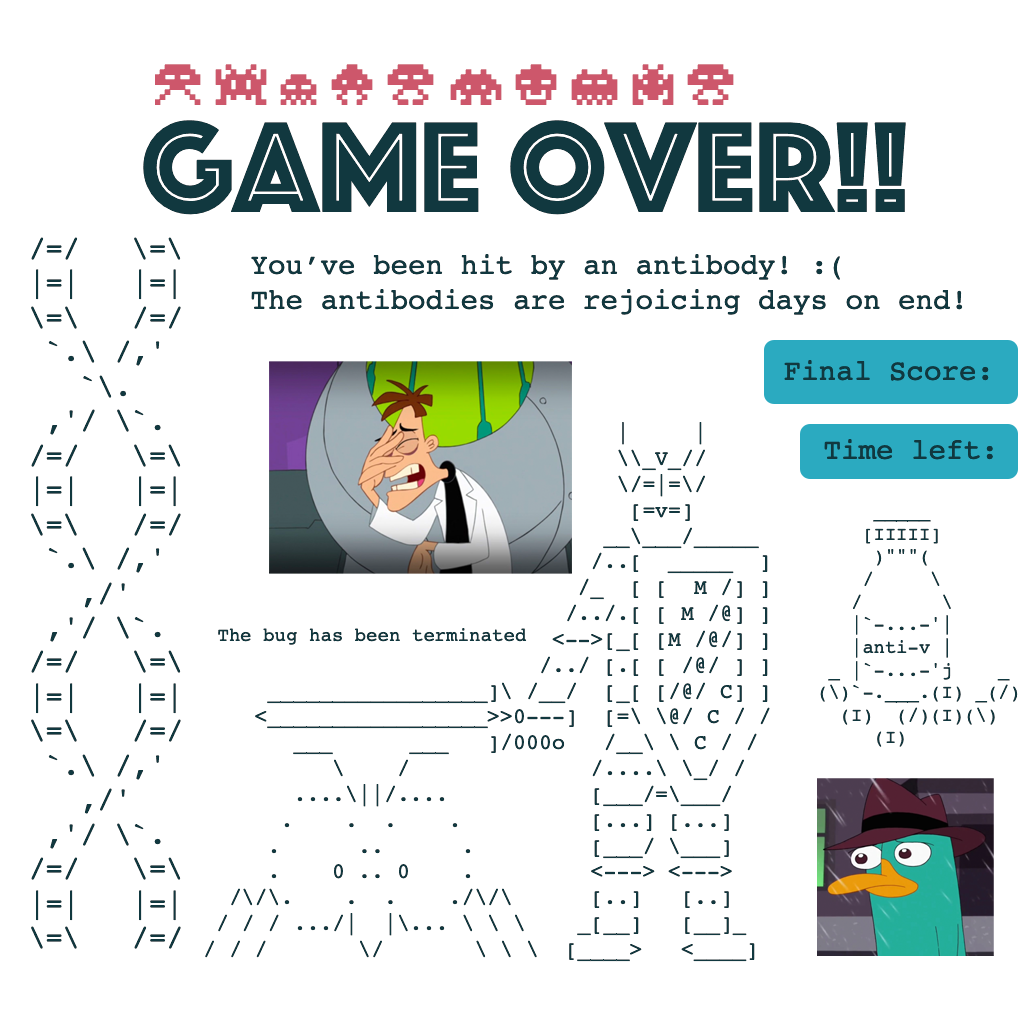 GAME OVER!!
You’ve been hit by an antibody! :(
The antibodies are rejoicing days on end!
Final Score:
Time left:
The bug has been terminated
anti-v